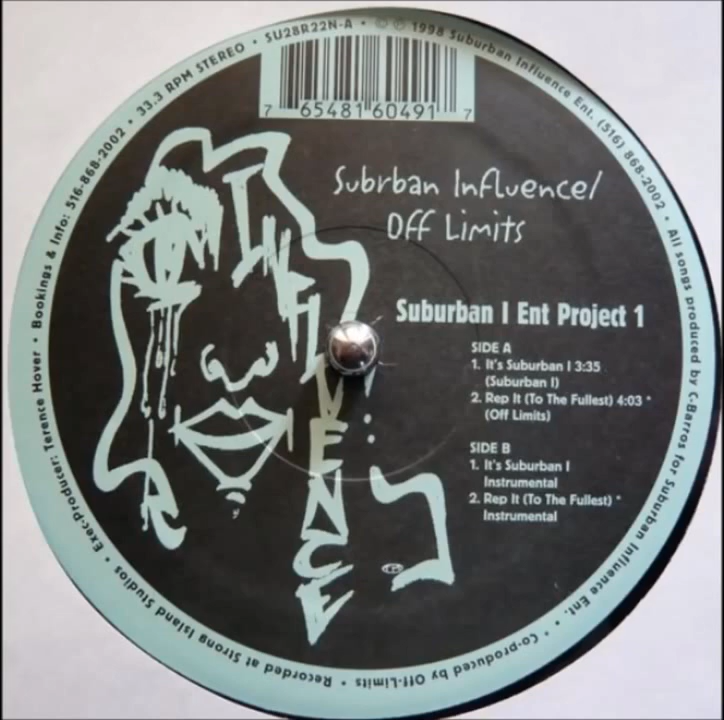 Bookings & Info: 516-868-2002 • 33.3 RPM STEREO • SU28R22N-A • © ℗ 1998 Suburban Influence Ent. (516) 868-2002 • All songs produced by C-Barros for Suburban Influence Ent. • Co-produced by Off-Limits • Recorded at Strong Island Studios • Exec-Producer: Terence Hover •
7 65481 60491 7
Subrban Influence/
Off Limits
Suburban I Ent Project 1
SIDE A
1. It's Suburban I 3:35
(Suburban I)
2. Rep It (To The Fullest) 4:03 *
(Off Limits)
SIDE B
1. It's Suburban I
Instrumental
2. Rep It (To The Fullest) *
Instrumental